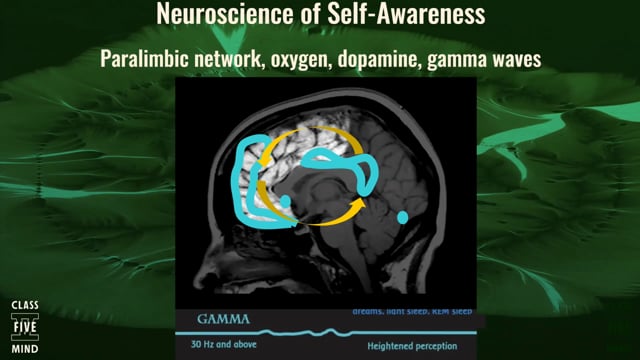 Neuroscience of Self-Awareness
Paralimbic network, oxygen, dopamine, gamma waves
dreams, light sleep, REM sleep
GAMMA
30 Hz and above
Heightened perception
CLASS
FIVE
MIND